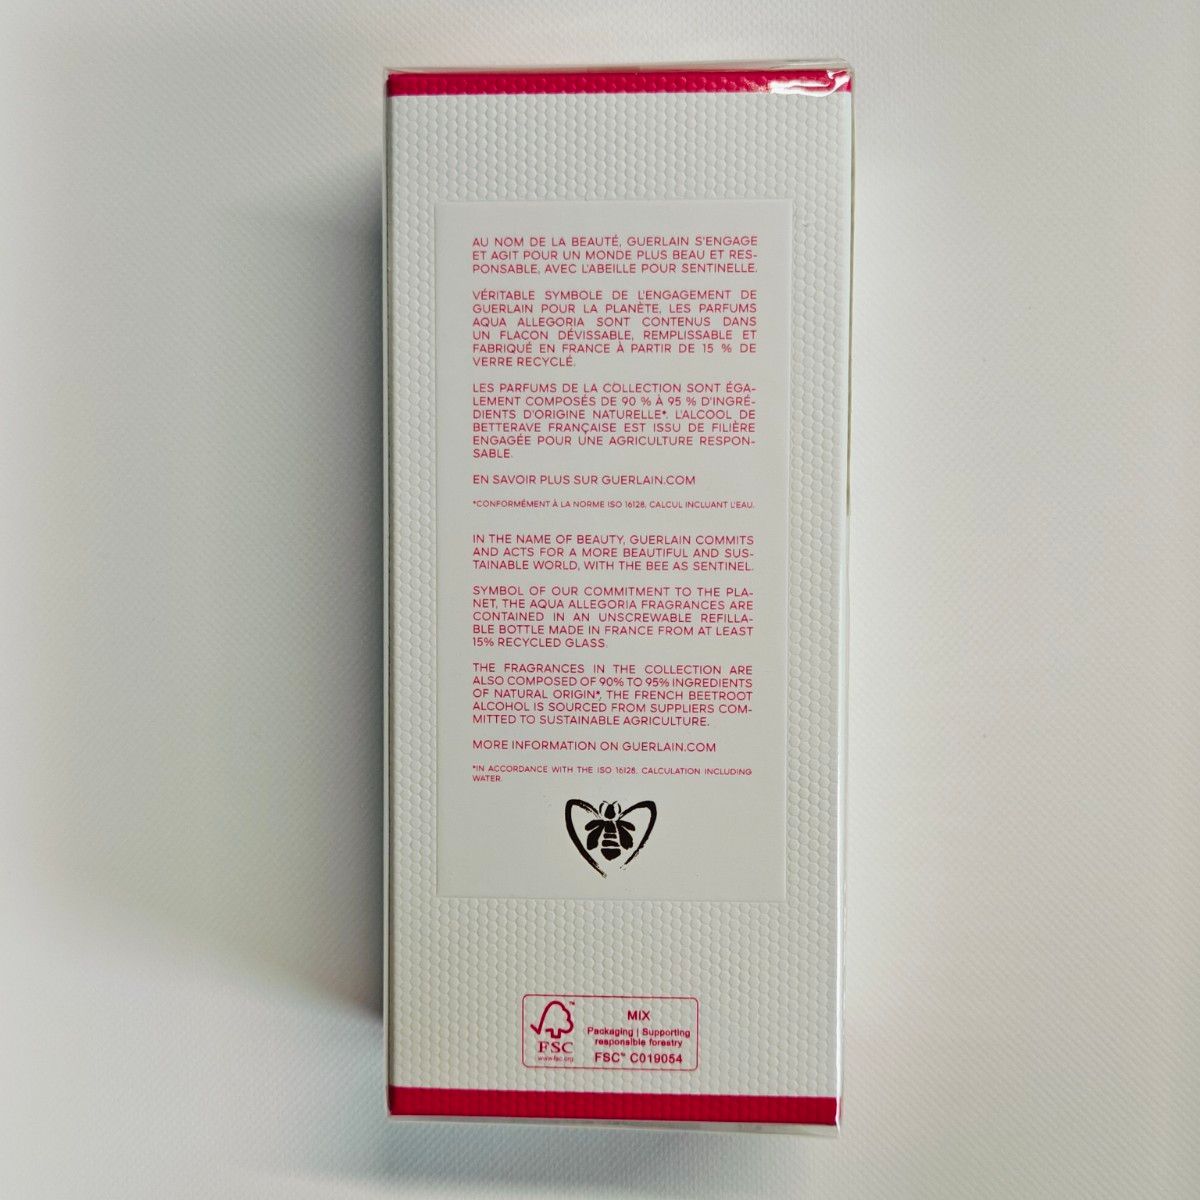 AU NOM DE LA BEAUTÉ, GUERLAIN S'ENGAGE
ET AGIT POUR UN MONDE PLUS BEAU ET RES-
PONSABLE, AVEC L'ABEILLE POUR SENTINELLE.
VÉRITABLE SYMBOLE DE L'ENGAGEMENT DE
GUERLAIN POUR LA PLANÈTE, LES PARFUMS
AQUA ALLEGORIA SONT CONTENUS DANS
UN FLACON DÉVISSABLE, REMPLISSABLE ET
FABRIQUÉ EN FRANCE À PARTIR DE 15 % DE
VERRE RECYCLÉ.
LES PARFUMS DE LA COLLECTION SONT ÉGA-
LEMENT COMPOSÉS DE 90 % À 95 % D'INGRÉ-
DIENTS D'ORIGINE NATURELLE*. L'ALCOOL DE
BETTERAVE FRANÇAISE EST ISSU DE FILIÈRE
ENGAGÉE POUR UNE AGRICULTURE RESPON-
SABLE.
EN SAVOIR PLUS SUR GUERLAIN.COM
*CONFORMÉMENT À LA NORME ISO 16128, CALCUL INCLUANT L'EAU.
IN THE NAME OF BEAUTY, GUERLAIN COMMITS
AND ACTS FOR A MORE BEAUTIFUL AND SUS-
TAINABLE WORLD, WITH THE BEE AS SENTINEL.
SYMBOL OF OUR COMMITMENT TO THE PLA-
NET, THE AQUA ALLEGORIA FRAGRANCES ARE
CONTAINED IN AN UNSCREWABLE REFILLA-
BLE BOTTLE MADE IN FRANCE FROM AT LEAST
15% RECYCLED GLASS.
THE FRAGRANCES IN THE COLLECTION ARE
ALSO COMPOSED OF 90% TO 95% INGREDIENTS
OF NATURAL ORIGIN*, THE FRENCH BEETROOT
ALCOHOL IS SOURCED FROM SUPPLIERS COM-
MITTED TO SUSTAINABLE AGRICULTURE.
MORE INFORMATION ON GUERLAIN.COM
*IN ACCORDANCE WITH THE ISO 16128. CALCULATION INCLUDING
WATER.
FSC
www.fsc.org
MIX
Packaging | Supporting
responsible forestry
FSC™ C019054